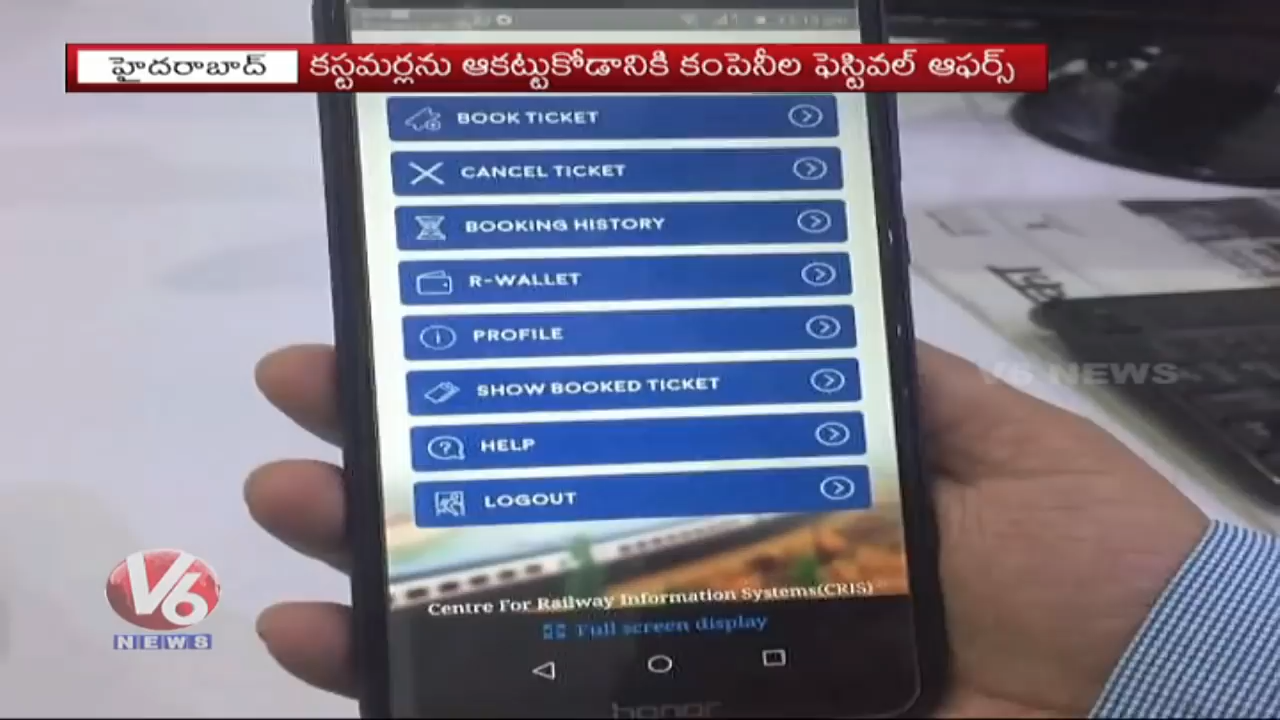 హైదరాబాద్ కస్టమర్లను ఆకట్టుకోడానికి కంపెనీల ఫెస్టివల్ ఆఫర్స్
BOOK TICKET
CANCEL TICKET
BOOKING HISTORY
R-WALLET
PROFILE
SHOW BOOKED TICKET
HELP
LOGOUT
Centre For Railway Information Systems(CRIS)
Full screen display
honor
V6 NEWS
V6
NEWS